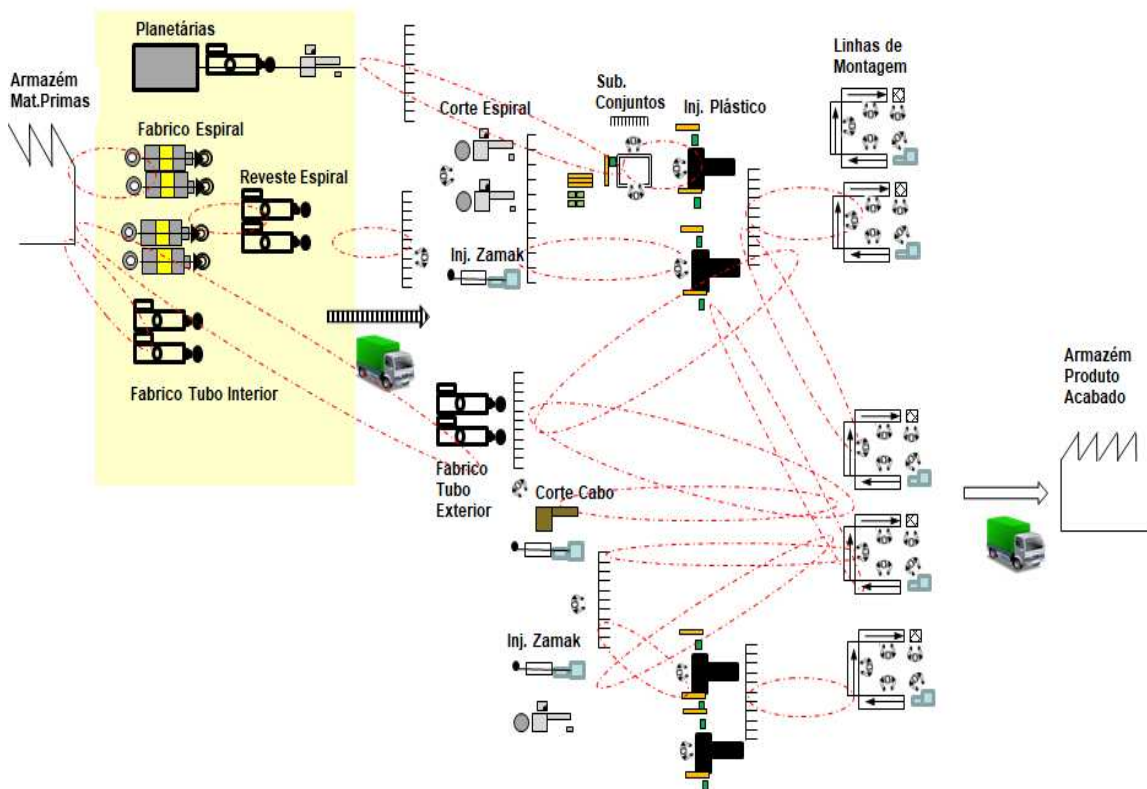 Planetárias
Armazém
Mat.Primas
Fabrico Espiral
Reveste Espiral
Fabrico Tubo Interior
Corte Espiral
Inj. Zamak
Sub.
Conjuntos
Inj. Plástico
Linhas de
Montagem
Fabrico
Tubo
Exterior
Corte Cabo
Inj. Zamak
Armazém
Produto
Acabado